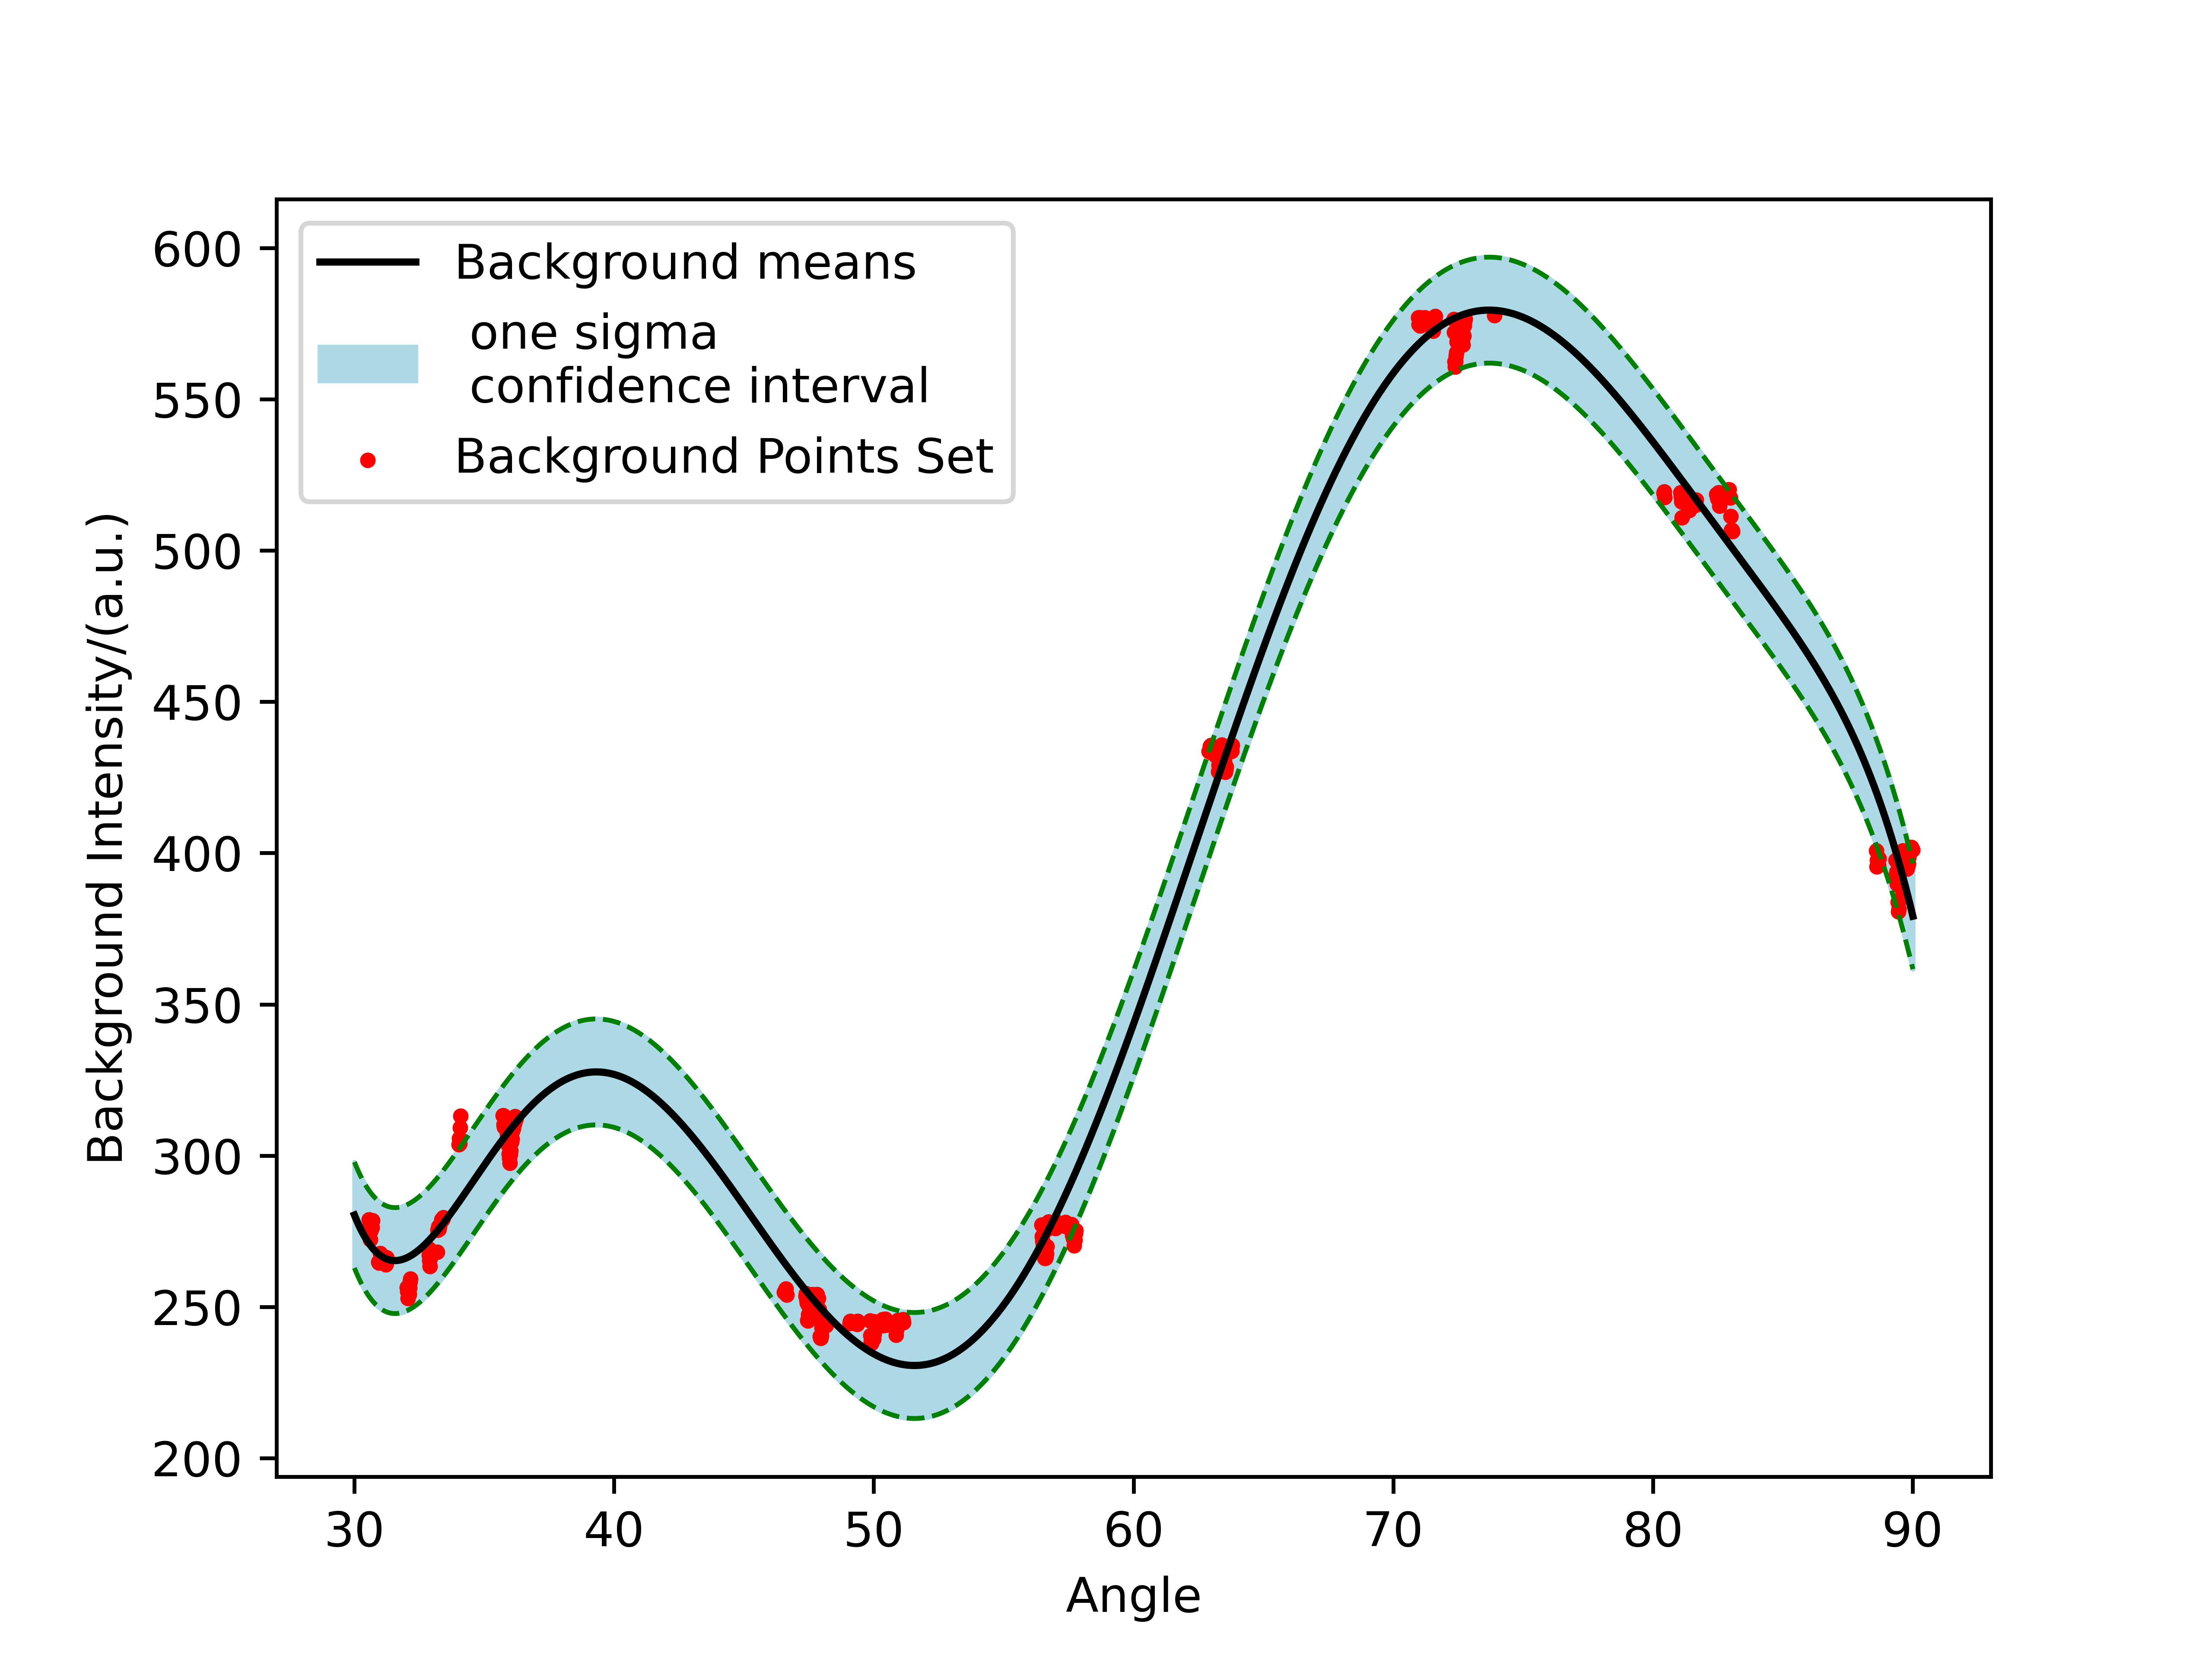 Background means
one sigma
confidence interval
Background Points Set
Background Intensity/(a.u.)
600
550
500
450
400
350
300
250
200
30 40 50 60 70 80 90
Angle